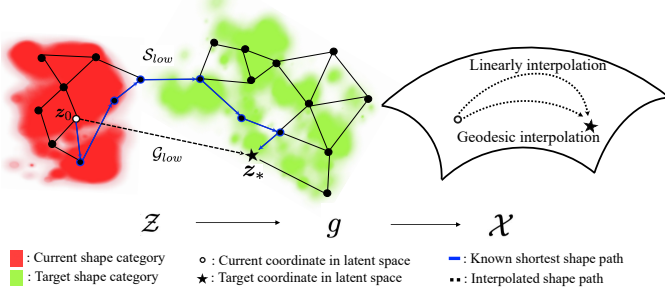 S_low
Linearly interpolation
z_0
Geodesic interpolation
G_low
z_*
Z g X
: Current shape category : Current coordinate in latent space : Known shortest shape path
: Target shape category : Target coordinate in latent space : Interpolated shape path